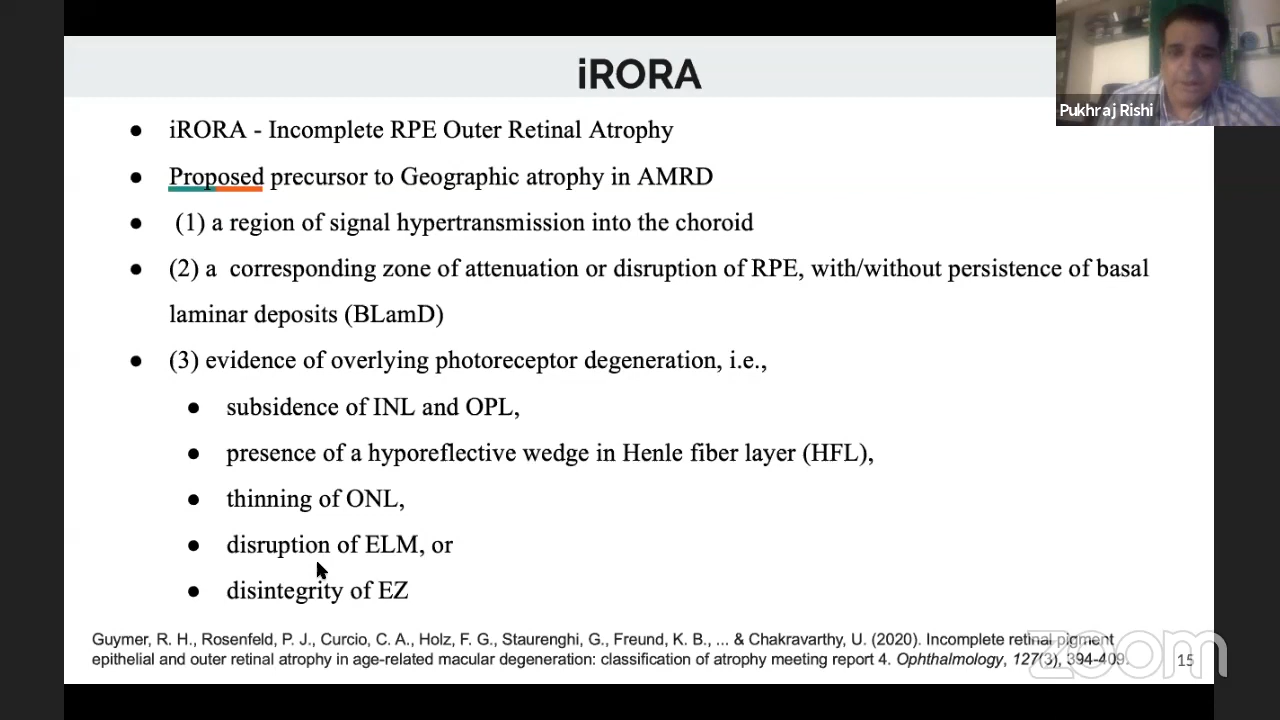 iRORA
Pukhraj Rishi
● iRORA - Incomplete RPE Outer Retinal Atrophy
● Proposed precursor to Geographic atrophy in AMRD
● (1) a region of signal hypertransmission into the choroid
● (2) a corresponding zone of attenuation or disruption of RPE, with/without persistence of basal
laminar deposits (BLamD)
● (3) evidence of overlying photoreceptor degeneration, i.e.,
● subsidence of INL and OPL,
● presence of a hyporeflective wedge in Henle fiber layer (HFL),
● thinning of ONL,
● disruption of ELM, or
● disintegrity of EZ
Guymer, R. H., Rosenfeld, P. J., Curcio, C. A., Holz, F. G., Staurenghi, G., Freund, K. B., ... & Chakravarthy, U. (2020). Incomplete retinal pigment
epithelial and outer retinal atrophy in age-related macular degeneration: classification of atrophy meeting report 4. Ophthalmology, 127(3), 394-409.
zoom
15